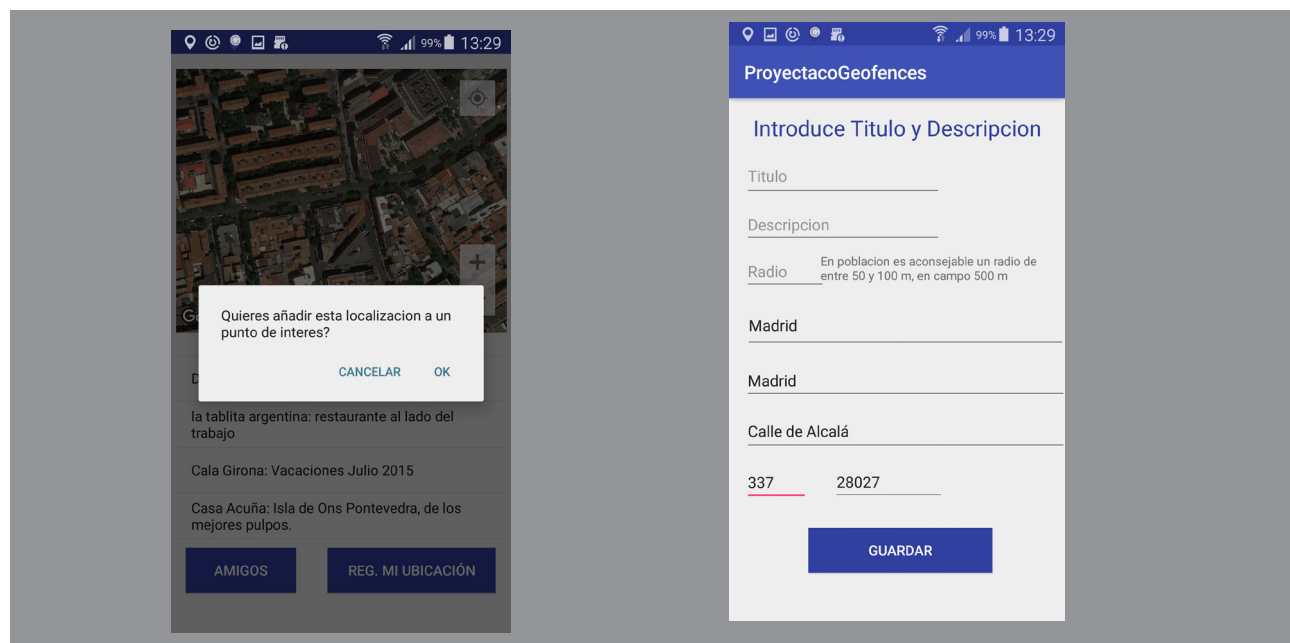 99% 13:29
Quieres añadir esta localizacion a un
punto de interes?
CANCELAR OK
la tablita argentina: restaurante al lado del
trabajo
Cala Girona: Vacaciones Julio 2015
Casa Acuña: Isla de Ons Pontevedra, de los
mejores pulpos.
AMIGOS REG. MI UBICACIÓN
99% 13:29
ProyectacoGeofences
Introduce Titulo y Descripcion
Titulo
Descripcion
Radio
En poblacion es aconsejable un radio de
entre 50 y 100 m, en campo 500 m
Madrid
Madrid
Calle de Alcalá
337 28027
GUARDAR